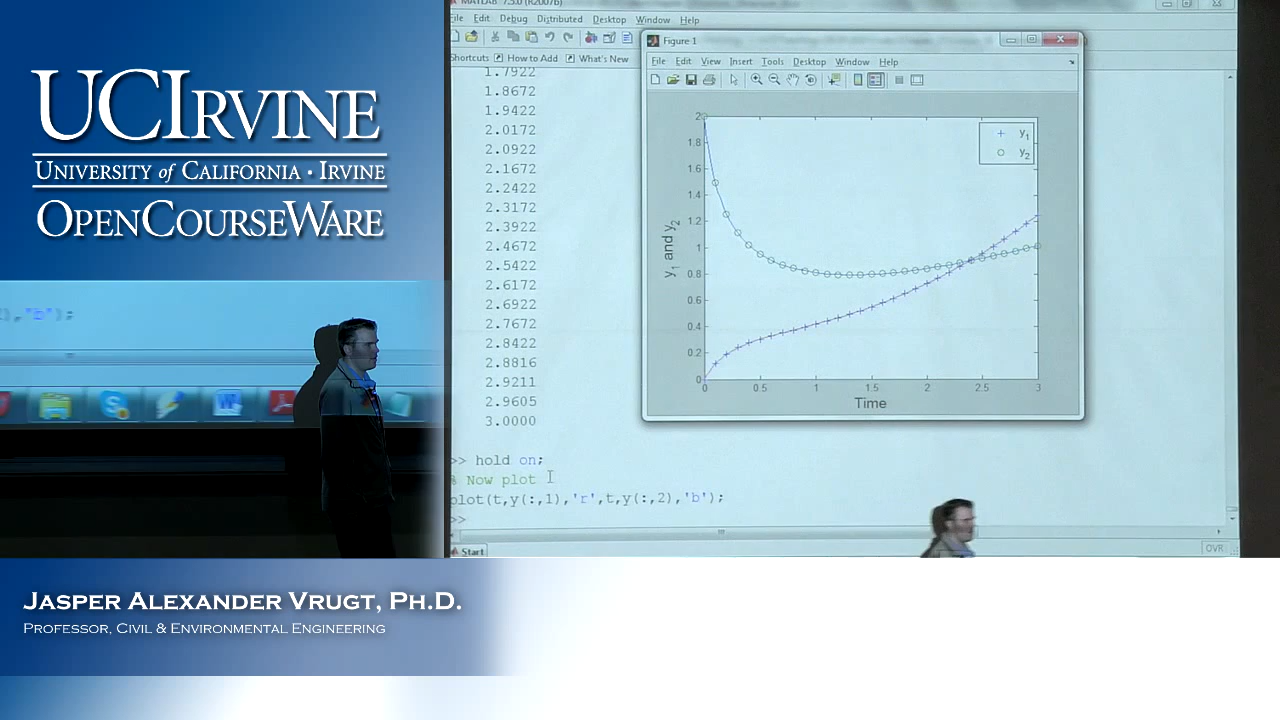 UCIRVINE
UNIVERSITY of CALIFORNIA · IRVINE
OPENCOURSEWARE
),'b');
JASPER ALEXANDER VRUGT, PH.D.
PROFESSOR, CIVIL & ENVIRONMENTAL ENGINEERING
MATLAB 7.5.0 (R2007b)
File Edit Debug Distributed Desktop Window Help
Shortcuts How to Add What's New
1.7922
1.8672
1.9422
2.0172
2.0922
2.1672
2.2422
2.3172
2.3922
2.4672
2.5422
2.6172
2.6922
2.7672
2.8422
2.8816
2.9211
2.9605
3.0000
>> hold on;
% Now plot
plot(t,y(:,1),'r',t,y(:,2),'b');
>>
Start
OVR
Figure 1
File Edit View Insert Tools Desktop Window Help
y1
y2
2
1.8
1.6
1.4
1.2
1
0.8
0.6
0.4
0.2
0
y1 and y2
0 0.5 1 1.5 2 2.5 3
Time